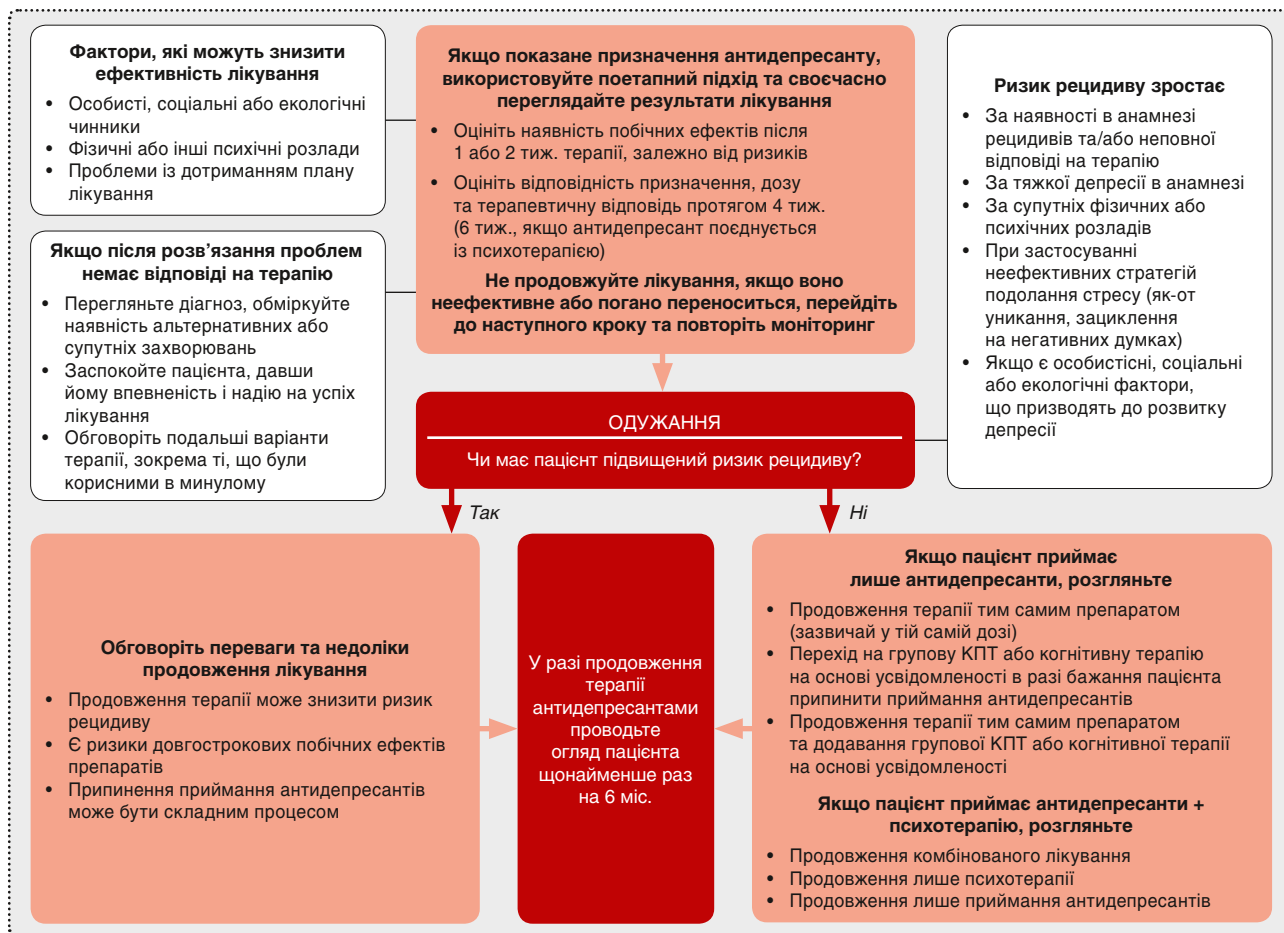 Фактори, які можуть знизити
ефективність лікування
• Особисті, соціальні або екологічні
чинники
• Фізичні або інші психічні розлади
• Проблеми із дотриманням плану
лікування
Якщо після розв’язання проблем
немає відповіді на терапію
• Перегляньте діагноз, обміркуйте
наявність альтернативних або
супутніх захворювань
• Заспокойте пацієнта, давши
йому впевненість і надію на успіх
лікування
• Обговоріть подальші варіанти
терапії, зокрема ті, що були
корисними в минулому
Якщо показане призначення антидепресанту,
використовуйте поетапний підхід та своєчасно
переглядайте результати лікування
• Оцініть наявність побічних ефектів після
1 або 2 тиж. терапії, залежно від ризиків
• Оцініть відповідність призначення, дозу
та терапевтичну відповідь протягом 4 тиж.
(6 тиж., якщо антидепресант поєднується
із психотерапією)
Не продовжуйте лікування, якщо воно
неефективне або погано переноситься, перейдіть
до наступного кроку та повторіть моніторинг
Ризик рецидиву зростає
• За наявності в анамнезі
рецидивів та/або неповної
відповіді на терапію
• За тяжкої депресії в анамнезі
• За супутніх фізичних або
психічних розладів
• При застосуванні
неефективних стратегій
подолання стресу (як-от
уникання, зациклення
на негативних думках)
• Якщо є особистісні, соціальні
або екологічні фактори,
що призводять до розвитку
депресії
ОДУЖАННЯ
Чи має пацієнт підвищений ризик рецидиву?
Так
Ні
Обговоріть переваги та недоліки
продовження лікування
• Продовження терапії може знизити ризик
рецидиву
• Є ризики довгострокових побічних ефектів
препаратів
• Припинення приймання антидепресантів
може бути складним процесом
У разі продовження
терапії
антидепресантами
проводьте
огляд пацієнта
щонайменше раз
на 6 міс.
Якщо пацієнт приймає
лише антидепресанти, розгляньте
• Продовження терапії тим самим препаратом
(зазвичай у тій самій дозі)
• Перехід на групову КПТ або когнітивну терапію
на основі усвідомленості в разі бажання пацієнта
припинити приймання антидепресантів
• Продовження терапії тим самим препаратом
та додавання групової КПТ або когнітивної терапії
на основі усвідомленості
Якщо пацієнт приймає антидепресанти +
психотерапію, розгляньте
• Продовження комбінованого лікування
• Продовження лише психотерапії
• Продовження лише приймання антидепресантів